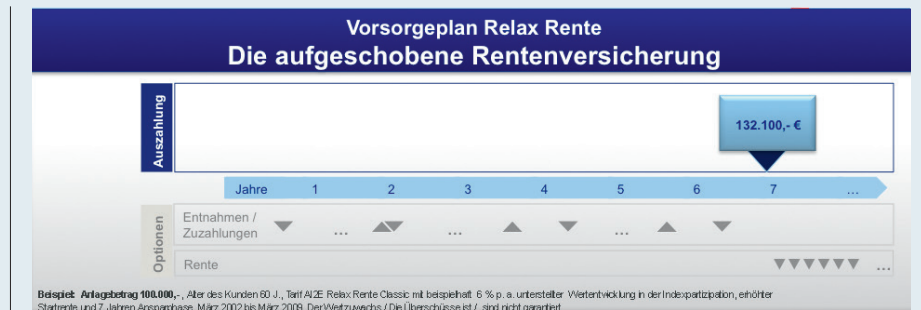 Vorsorgeplan Relax Rente
Die aufgeschobene Rentenversicherung
Auszahlung
132.100,- €
Jahre 1 2 3 4 5 6 7 ...
Optionen
Entnahmen /
Zuzahlungen ... ... ...
Rente ...
Beispiel: Anlagebetrag 100.000,-, Alter des Kunden 60 J., Tarif AI2E Relax Rente Classic mit beispielhaft 6 % p. a. unterstellter Wertentwicklung in der Indexpartizipation, erhöhter
Startrente und 7 Jahren Ansparphase, März 2002 bis März 2009. Der Wertzuwachs / Die Überschüsse ist / sind nicht garantiert